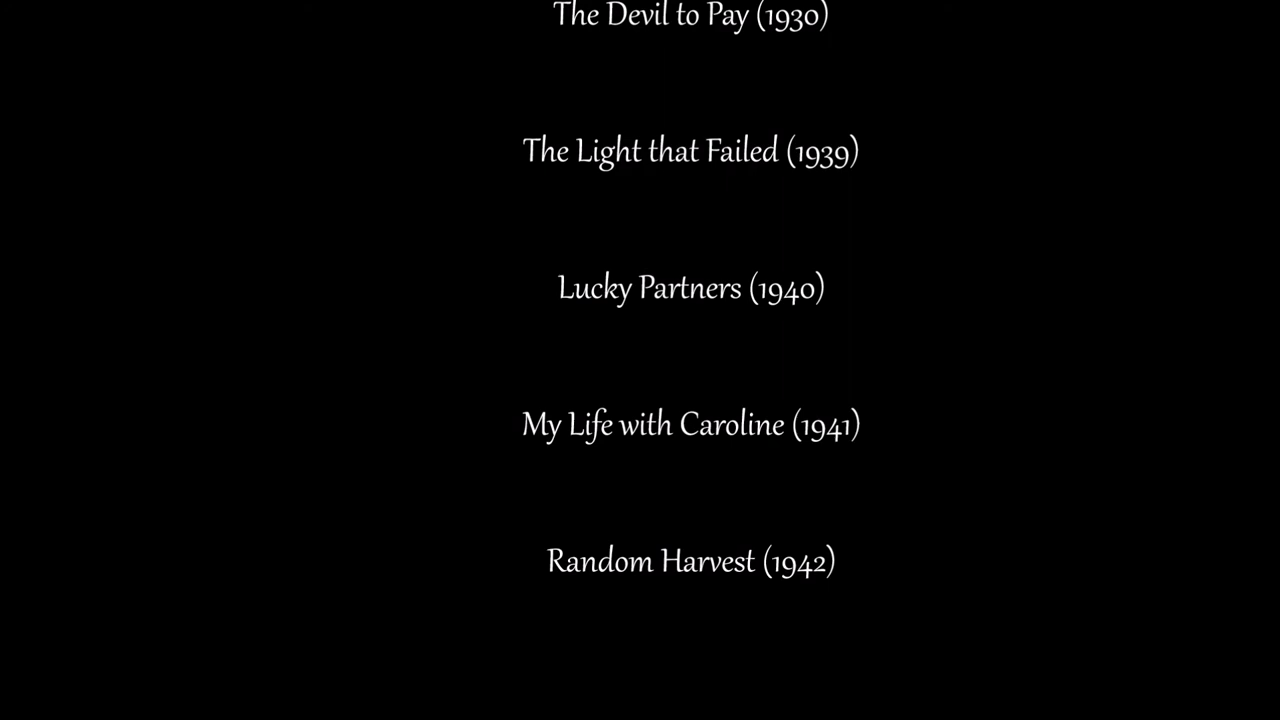 The Devil to Pay (1930)
The Light that Failed (1939)
Lucky Partners (1940)
My Life with Caroline (1941)
Random Harvest (1942)